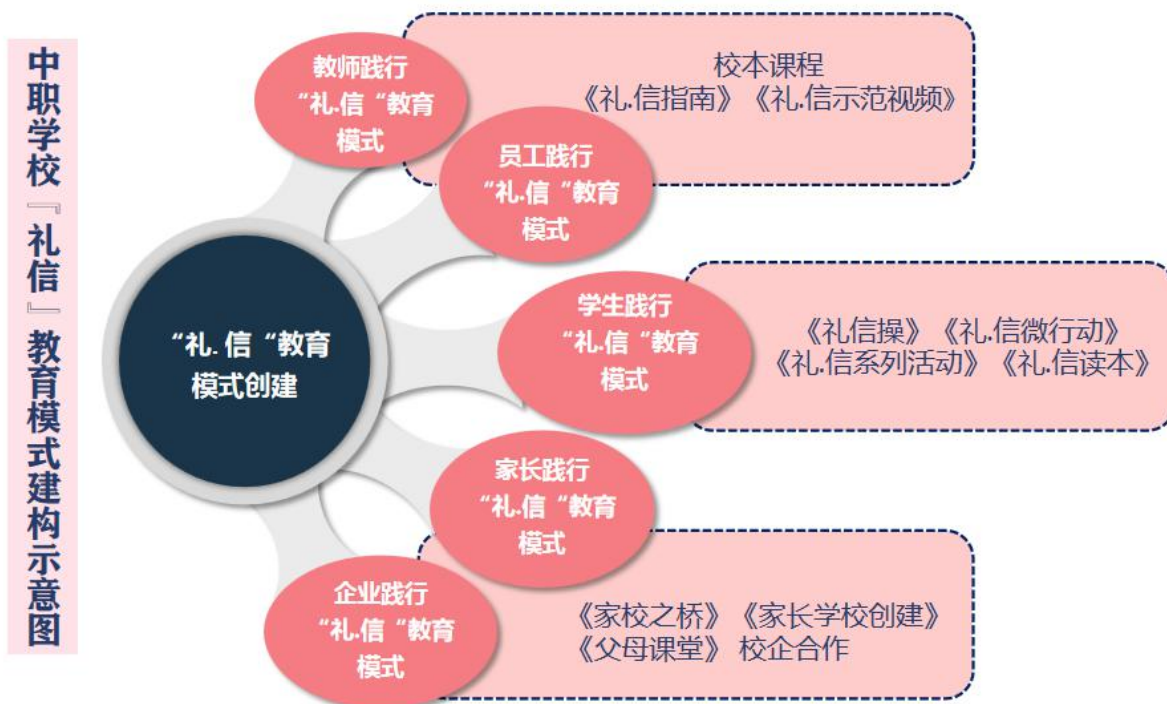 中职学校『礼信』教育模式建构示意图
“礼. 信 “教育
模式创建
教师践行
“礼.信 “教育
模式
员工践行
“礼.信 “教育
模式
学生践行
“礼.信 “教育
模式
家长践行
“礼.信 “教育
模式
企业践行
“礼.信 “教育
模式
校本课程
《礼.信指南》《礼.信示范视频》
《礼信操》《礼.信微行动》
《礼.信系列活动》《礼.信读本》
《家校之桥》《家长学校创建》
《父母课堂》 校企合作